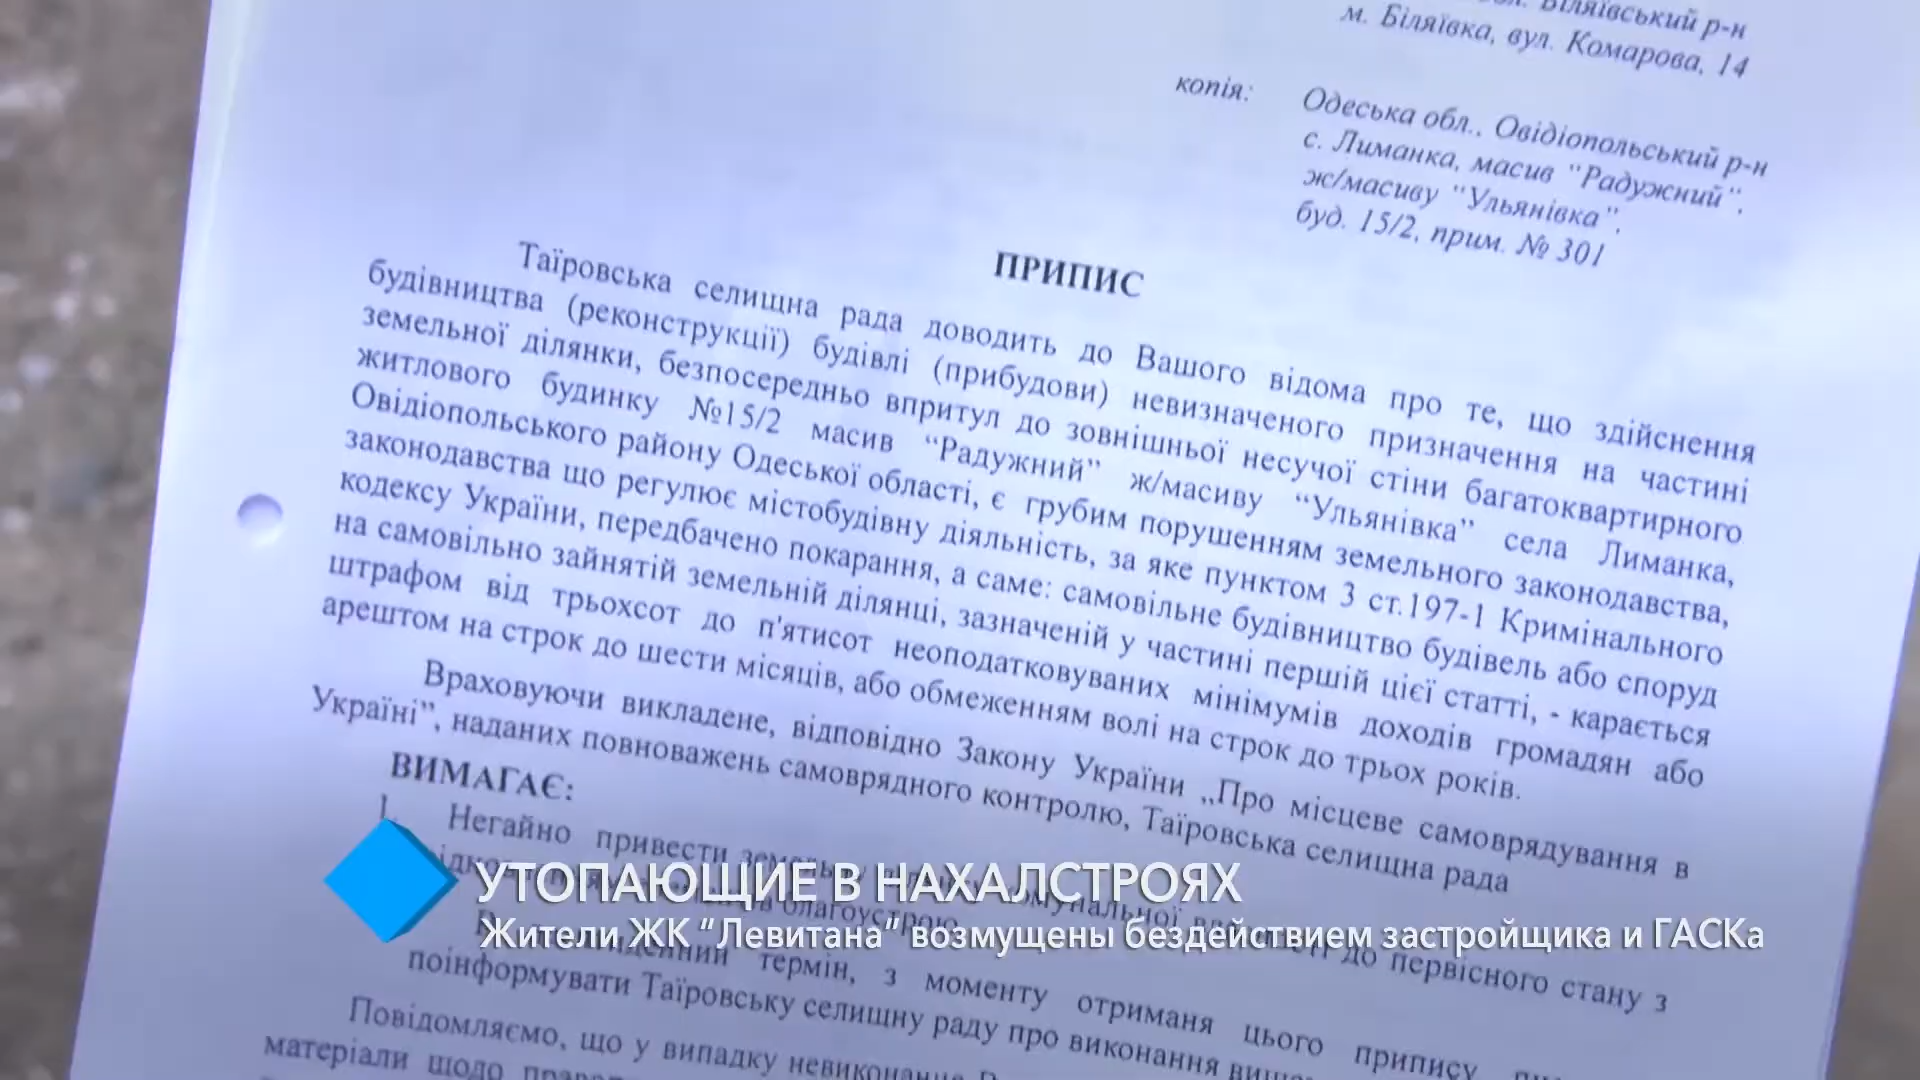 Біляївський р-н
м. Біляївка, вул. Комарова, 14
копія: Одеська обл., Овідіопольський р-н
с. Лиманка, масив "Радужний",
ж/масиву "Ульянівка",
буд. 15/2, прим. № 301
ПРИПИС
Таїровська селищна рада доводить до Вашого відома про те, що здійснення
будівництва (реконструкції) будівлі (прибудови) невизначеного призначення на частині
земельної ділянки, безпосередньо впритул до зовнішньої несучої стіни багатоквартирного
житлового будинку №15/2 масив “Радужний” ж/масиву “Ульянівка” села Лиманка,
Овідіопольського району Одеської області, є грубим порушенням земельного законодавства,
законодавства що регулює містобудівну діяльність, за яке пунктом 3 ст.197-1 Кримінального
кодексу України, передбачено покарання, а саме: самовільне будівництво будівель або споруд
на самовільно зайнятій земельній ділянці, зазначеній у частині першій цієї статті, - карається
штрафом від трьохсот до п'ятисот неоподатковуваних мінімумів доходів громадян або
арештом на строк до шести місяців, або обмеженням волі на строк до трьох років.
Враховуючи викладене, відповідно Закону України „Про місцеве самоврядування в
Україні”, наданих повноважень самоврядного контролю, Таїровська селищна рада
ВИМАГАЄ:
1. Негайно привести до первісного стану з
благоустрою.
термін, з моменту отриманя цього припису
поінформувати Таїровську селищну раду про виконання
Повідомляємо, що у випадку невиконання
матеріали щодо
УТОПАЮЩИЕ В НАХАЛСТРОЯХ
Жители ЖК “Левитана” возмущены бездействием застройщика и ГАСКа